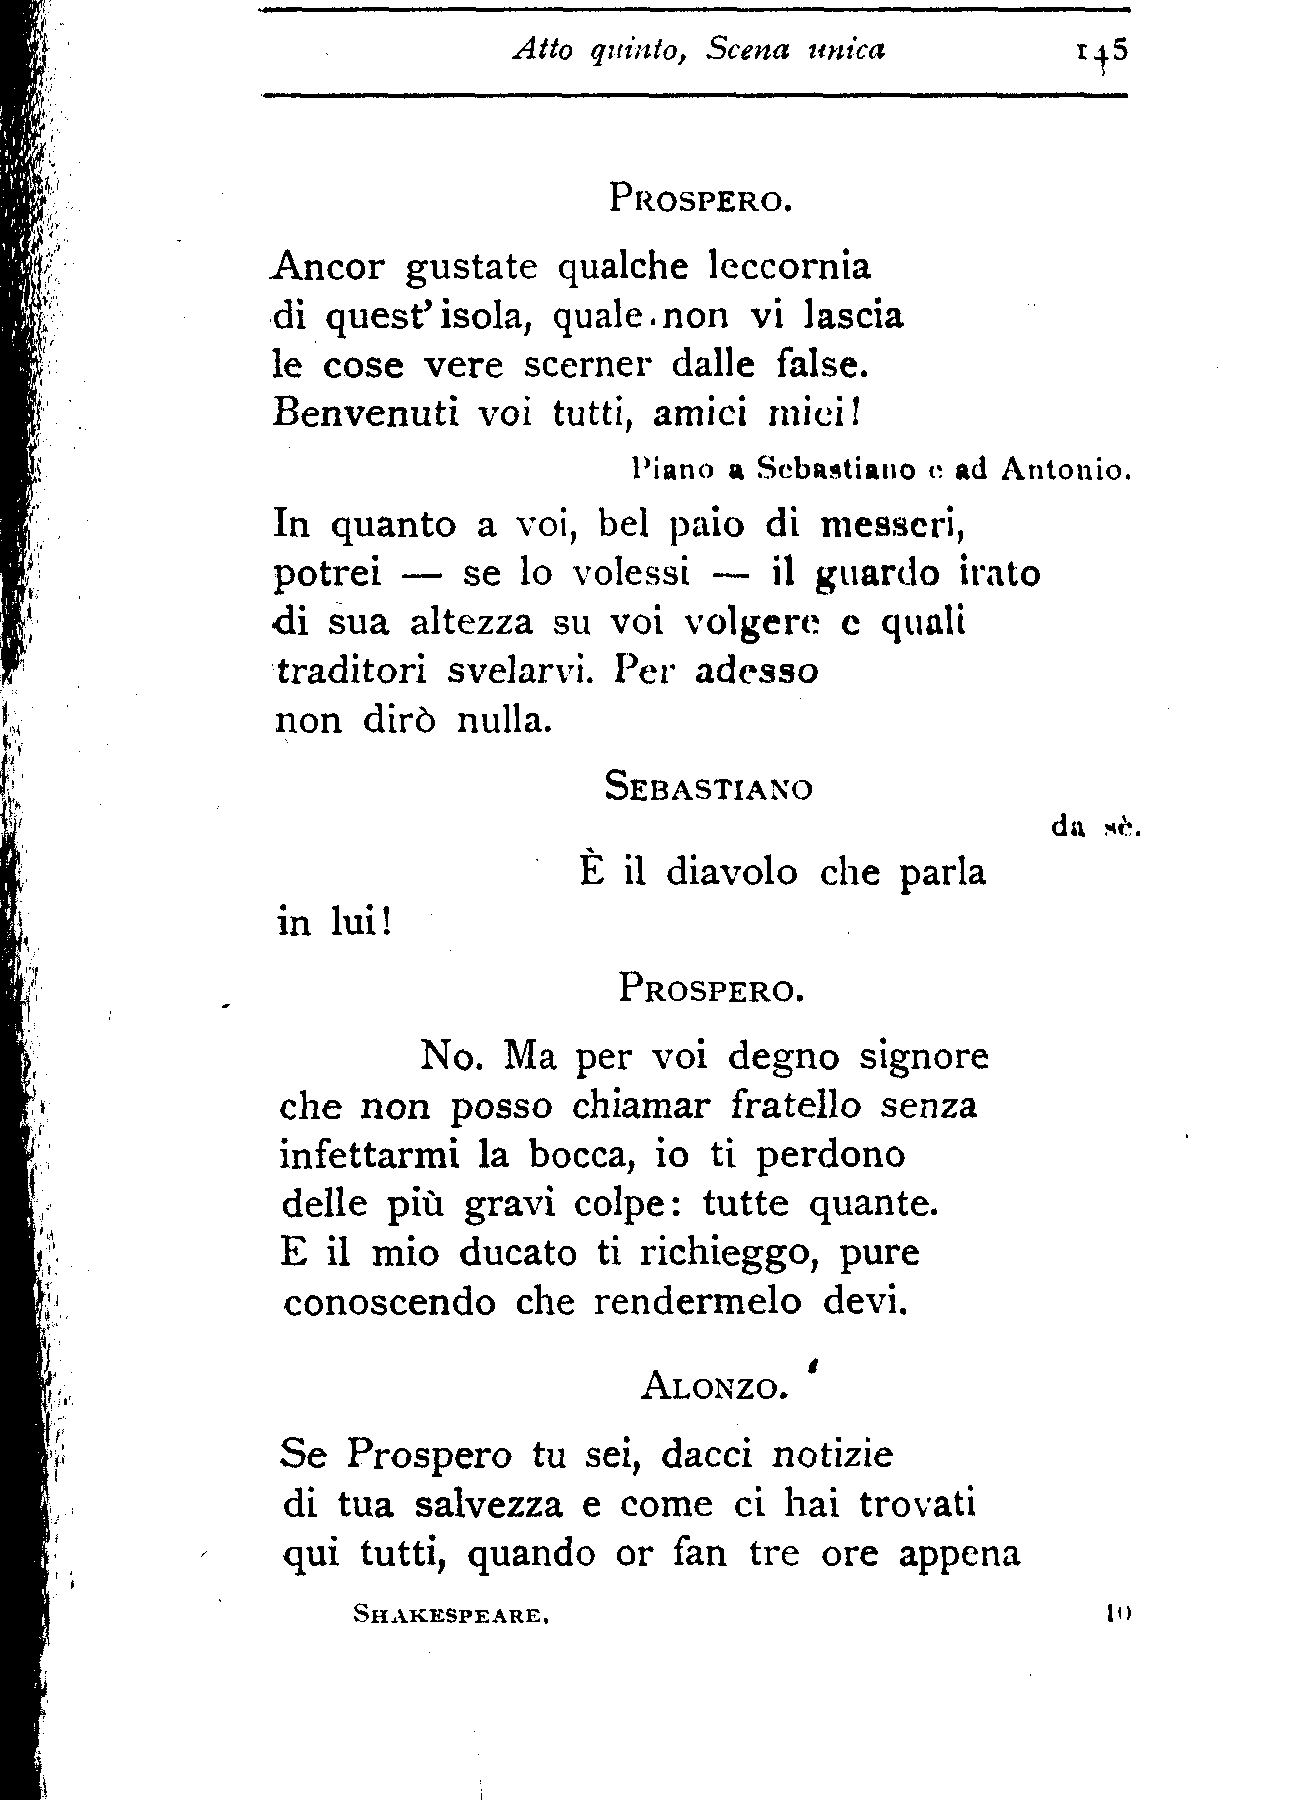 Atto quinto, Scena unica 145
PROSPERO.
Ancor gustate qualche leccornia
di quest'isola, quale non vi lascia
le cose vere scerner dalle false.
Benvenuti voi tutti, amici miei!
Piano a Sebastiano e ad Antonio.
In quanto a voi, bel paio di messeri,
potrei — se lo volessi — il guardo irato
di sua altezza su voi volgere e quali
traditori svelarvi. Per adesso
non dirò nulla.
SEBASTIANO
da sè.
È il diavolo che parla
in lui!
PROSPERO.
No. Ma per voi degno signore
che non posso chiamar fratello senza
infettarmi la bocca, io ti perdono
delle più gravi colpe: tutte quante.
E il mio ducato ti richieggo, pure
conoscendo che rendermelo devi.
ALONZO.
Se Prospero tu sei, dacci notizie
di tua salvezza e come ci hai trovati
qui tutti, quando or fan tre ore appena
SHAKESPEARE. 10